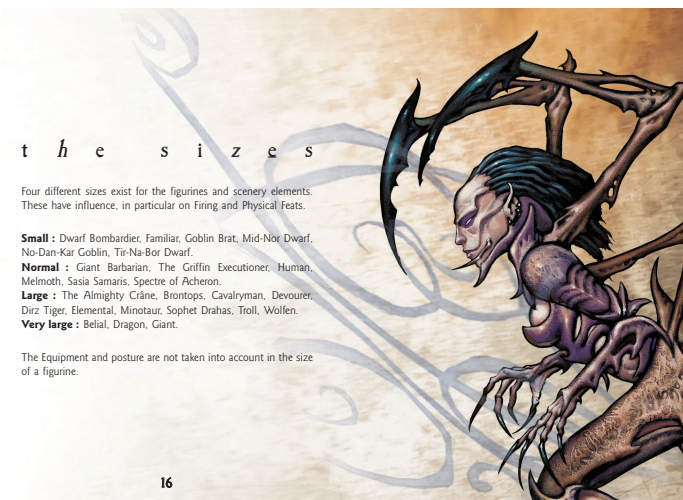 the sizes
Four different sizes exist for the figurines and scenery elements.
These have influence, in particular on Firing and Physical Feats.
Small : Dwarf Bombardier, Familiar, Goblin Brat, Mid-Nor Dwarf,
No-Dan-Kar Goblin, Tir-Na-Bor Dwarf.
Normal : Giant Barbarian, The Griffin Executioner, Human,
Melmoth, Sasia Samaris, Spectre of Acheron.
Large : The Almighty Crâne, Brontops, Cavalryman, Devourer,
Dirz Tiger, Elemental, Minotaur, Sophet Drahas, Troll, Wolfen.
Very large : Belial, Dragon, Giant.
The Equipment and posture are not taken into account in the size
of a figurine.
16